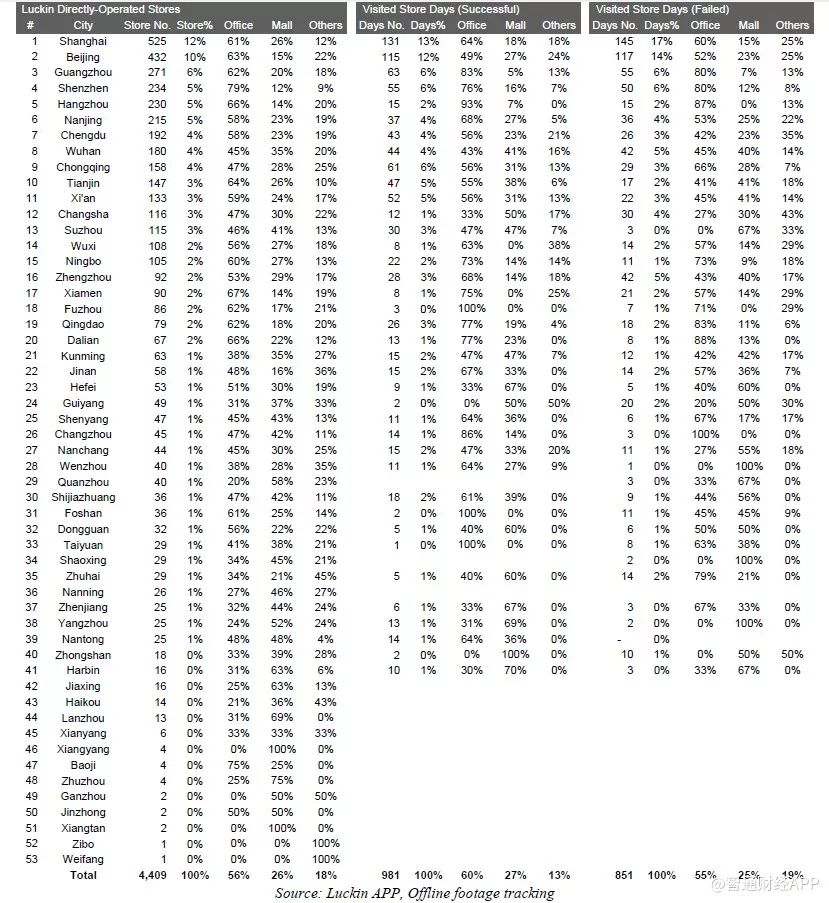 Luckin Directly-Operated Stores Visited Store Days (Successful) Visited Store Days (Failed)
# City Store No. Store% Office Mall Others Days No. Days% Office Mall Others Days No. Days% Office Mall Others
1 Shanghai 525 12% 61% 26% 12% 131 13% 64% 18% 18% 145 17% 60% 15% 25%
2 Beijing 432 10% 63% 15% 22% 115 12% 49% 27% 24% 117 14% 52% 23% 25%
3 Guangzhou 271 6% 62% 20% 18% 63 6% 83% 5% 13% 55 6% 80% 7% 13%
4 Shenzhen 234 5% 79% 12% 9% 55 6% 76% 16% 7% 50 6% 80% 12% 8%
5 Hangzhou 230 5% 66% 14% 20% 15 2% 93% 7% 0% 15 2% 87% 0% 13%
6 Nanjing 215 5% 58% 23% 19% 37 4% 68% 27% 5% 36 4% 53% 25% 22%
7 Chengdu 192 4% 58% 23% 19% 43 4% 56% 23% 21% 26 3% 42% 23% 35%
8 Wuhan 180 4% 45% 35% 20% 44 4% 43% 41% 16% 42 5% 45% 40% 14%
9 Chongqing 158 4% 47% 28% 25% 61 6% 56% 31% 13% 29 3% 66% 28% 7%
10 Tianjin 147 3% 64% 26% 10% 47 5% 55% 38% 6% 17 2% 41% 41% 18%
11 Xi'an 133 3% 59% 24% 17% 52 5% 56% 31% 13% 22 3% 45% 41% 14%
12 Changsha 116 3% 47% 30% 22% 12 1% 33% 50% 17% 30 4% 27% 30% 43%
13 Suzhou 115 3% 46% 41% 13% 30 3% 47% 47% 7% 3 0% 0% 67% 33%
14 Wuxi 108 2% 56% 27% 18% 8 1% 63% 0% 38% 14 2% 57% 14% 29%
15 Ningbo 105 2% 60% 27% 13% 22 2% 73% 14% 14% 11 1% 73% 9% 18%
16 Zhengzhou 92 2% 53% 29% 17% 28 3% 68% 14% 18% 42 5% 43% 40% 17%
17 Xiamen 90 2% 67% 14% 19% 8 1% 75% 0% 25% 21 2% 57% 14% 29%
18 Fuzhou 86 2% 62% 17% 21% 3 0% 100% 0% 0% 7 1% 71% 0% 29%
19 Qingdao 79 2% 62% 18% 20% 26 3% 77% 19% 4% 18 2% 83% 11% 6%
20 Dalian 67 2% 66% 22% 12% 13 1% 77% 23% 0% 8 1% 88% 13% 0%
21 Kunming 63 1% 38% 35% 27% 15 2% 47% 47% 7% 12 1% 42% 42% 17%
22 Jinan 58 1% 48% 16% 36% 15 2% 67% 33% 0% 14 2% 57% 36% 7%
23 Hefei 53 1% 51% 30% 19% 9 1% 33% 67% 0% 5 1% 40% 60% 0%
24 Guiyang 49 1% 31% 37% 33% 2 0% 0% 50% 50% 20 2% 20% 50% 30%
25 Shenyang 47 1% 45% 43% 13% 11 1% 64% 36% 0% 6 1% 67% 17% 17%
26 Changzhou 45 1% 47% 42% 11% 14 1% 86% 14% 0% 3 0% 100% 0% 0%
27 Nanchang 44 1% 45% 30% 25% 15 2% 47% 33% 20% 11 1% 27% 55% 18%
28 Wenzhou 40 1% 38% 28% 35% 11 1% 64% 27% 9% 1 0% 0% 100% 0%
29 Quanzhou 40 1% 20% 58% 23% 3 0% 33% 67% 0%
30 Shijiazhuang 36 1% 47% 42% 11% 18 2% 61% 39% 0% 9 1% 44% 56% 0%
31 Foshan 36 1% 61% 25% 14% 2 0% 100% 0% 0% 11 1% 45% 45% 9%
32 Dongguan 32 1% 56% 22% 22% 5 1% 40% 60% 0% 6 1% 50% 50% 0%
33 Taiyuan 29 1% 41% 38% 21% 1 0% 100% 0% 0% 8 1% 63% 38% 0%
34 Shaoxing 29 1% 34% 45% 21% 2 0% 0% 100% 0%
35 Zhuhai 29 1% 34% 21% 45% 5 1% 40% 60% 0% 14 2% 79% 21% 0%
36 Nanning 26 1% 27% 46% 27%
37 Zhenjiang 25 1% 32% 44% 24% 6 1% 33% 67% 0% 3 0% 67% 33% 0%
38 Yangzhou 25 1% 24% 52% 24% 13 1% 31% 69% 0% 2 0% 0% 100% 0%
39 Nantong 25 1% 48% 48% 4% 14 1% 64% 36% 0% - 0%
40 Zhongshan 18 0% 33% 39% 28% 2 0% 0% 100% 0% 10 1% 0% 50% 50%
41 Harbin 16 0% 31% 63% 6% 10 1% 30% 70% 0% 3 0% 33% 67% 0%
42 Jiaxing 16 0% 25% 63% 13%
43 Haikou 14 0% 21% 36% 43%
44 Lanzhou 13 0% 31% 69% 0%
45 Xianyang 6 0% 33% 33% 33%
46 Xiangyang 4 0% 0% 100% 0%
47 Baoji 4 0% 75% 25% 0%
48 Zhuzhou 4 0% 25% 75% 0%
49 Ganzhou 2 0% 0% 50% 50%
50 Jinzhong 2 0% 50% 50% 0%
51 Xiangtan 2 0% 0% 100% 0%
52 Zibo 1 0% 0% 0% 100%
53 Weifang 1 0% 0% 0% 100%
Total 4,409 100% 56% 26% 18% 981 100% 60% 27% 13% 851 100% 55% 25% 19%
Source: Luckin APP, Offline footage tracking
@智通财经APP